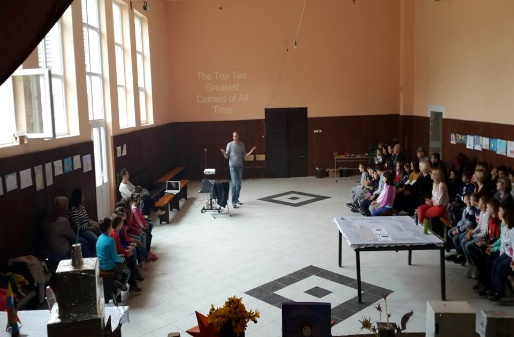 The Top Ten
Greatest
Comets of All
Time